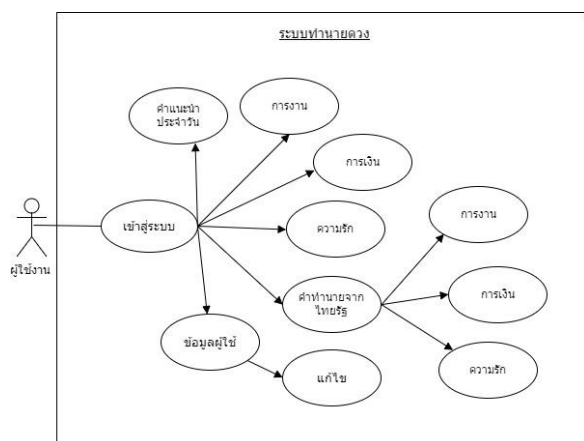 ระบบทำนายดวง
คำแนะนำ
ประจำวัน
การงาน
การเงิน
เข้าสู่ระบบ
ความรัก
ผู้ใช้งาน
คำทำนายจาก
ไทยรัฐ
การงาน
การเงิน
ความรัก
ข้อมูลผู้ใช้
แก้ไข